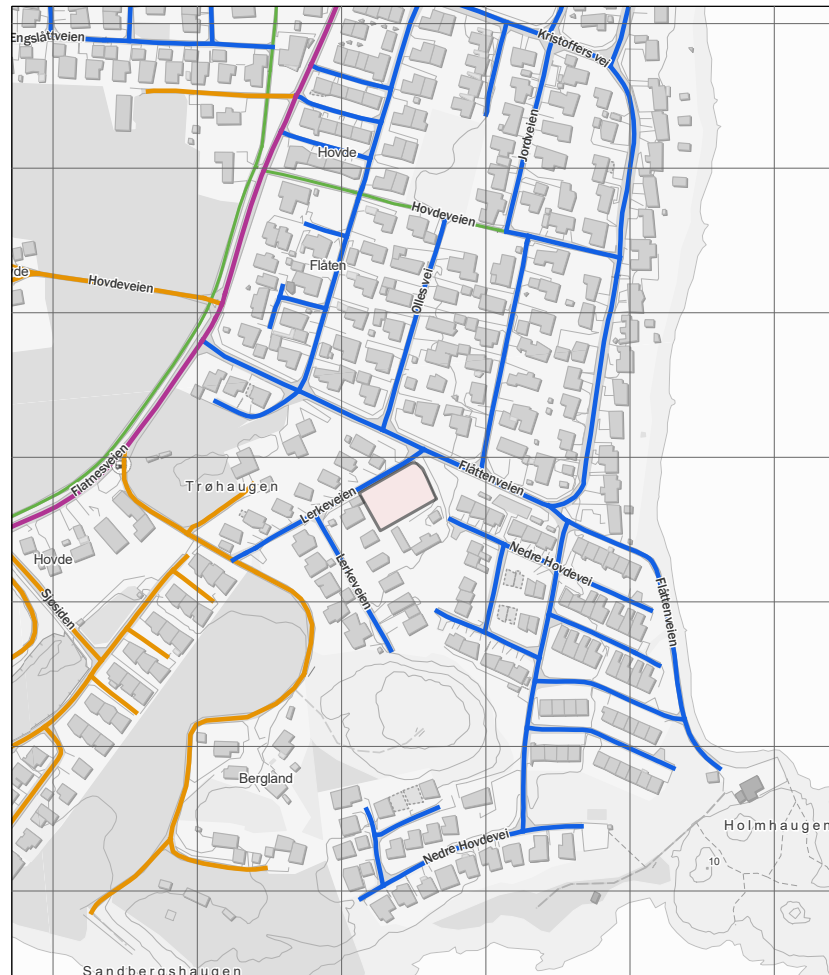 Engslåttveien
Kristoffers vei
Jordveien
Hovde
Hovdeveien
Flåten
de
Hovdeveien
Olles vei
Flatnesveien
Trøhaugen
Flåttenveien
Lerkeveien
Hovde
Nedre Hovdevei
Lerkeveien
Sjøsiden
Flåttenveien
Bergland
Holmhaugen
Nedre Hovdevei
10
Sandbergshaugen